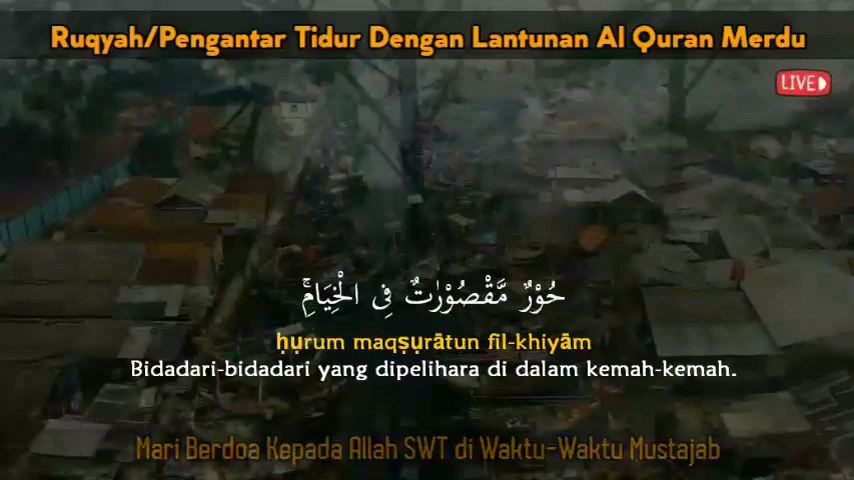 Ruqyah/Pengantar Tidur Dengan Lantunan Al Quran Merdu
LIVE
حُوْرٌ مَّقْصُوْرٰتٌ فِى الْخِيَامِۚ
ḥụrum maqṣụrātun fil-khiyām
Bidadari-bidadari yang dipelihara di dalam kemah-kemah.
Mari Berdoa Kepada Allah SWT di Waktu-Waktu Mustajab